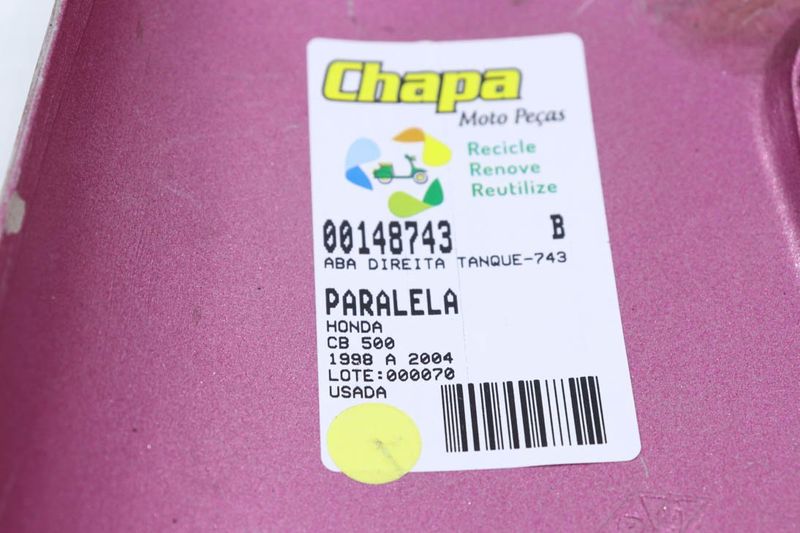 Chapa
Moto Peças
Recicle
Renove
Reutilize
00148743 B
ABA DIREITA TANQUE-743
PARALELA
HONDA
CB 500
1998 A 2004
LOTE:000070
USADA